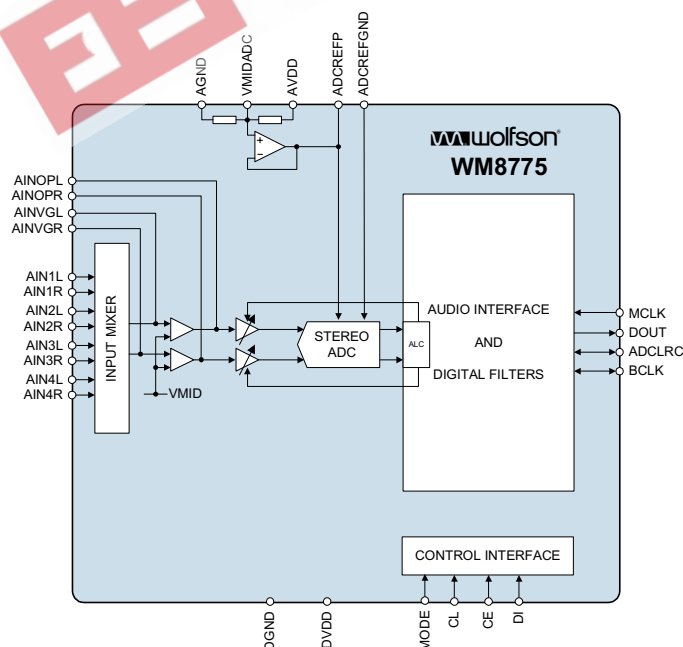 AGND
VMIDADC
AVDD
ADCREFP
ADCREFGND
wolfson
WM8775
AINOPL
AINOPR
AINVGL
AINVGR
AIN1L
AIN1R
AIN2L
AIN2R
AIN3L
AIN3R
AIN4L
AIN4R
INPUT MIXER
+
−
VMID
STEREO
ADC
ALC
AUDIO INTERFACE
AND
DIGITAL FILTERS
MCLK
DOUT
ADCLRC
BCLK
CONTROL INTERFACE
DGND
DVDD
MODE
CL
CE
DI